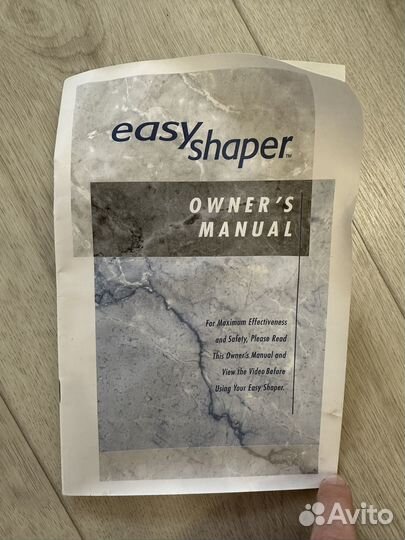 easy
shaper™
OWNER'S
MANUAL
For Maximum Effectiveness
and Safety, Please Read
This Owner's Manual and
View the Video Before
Using Your Easy Shaper.
Avito